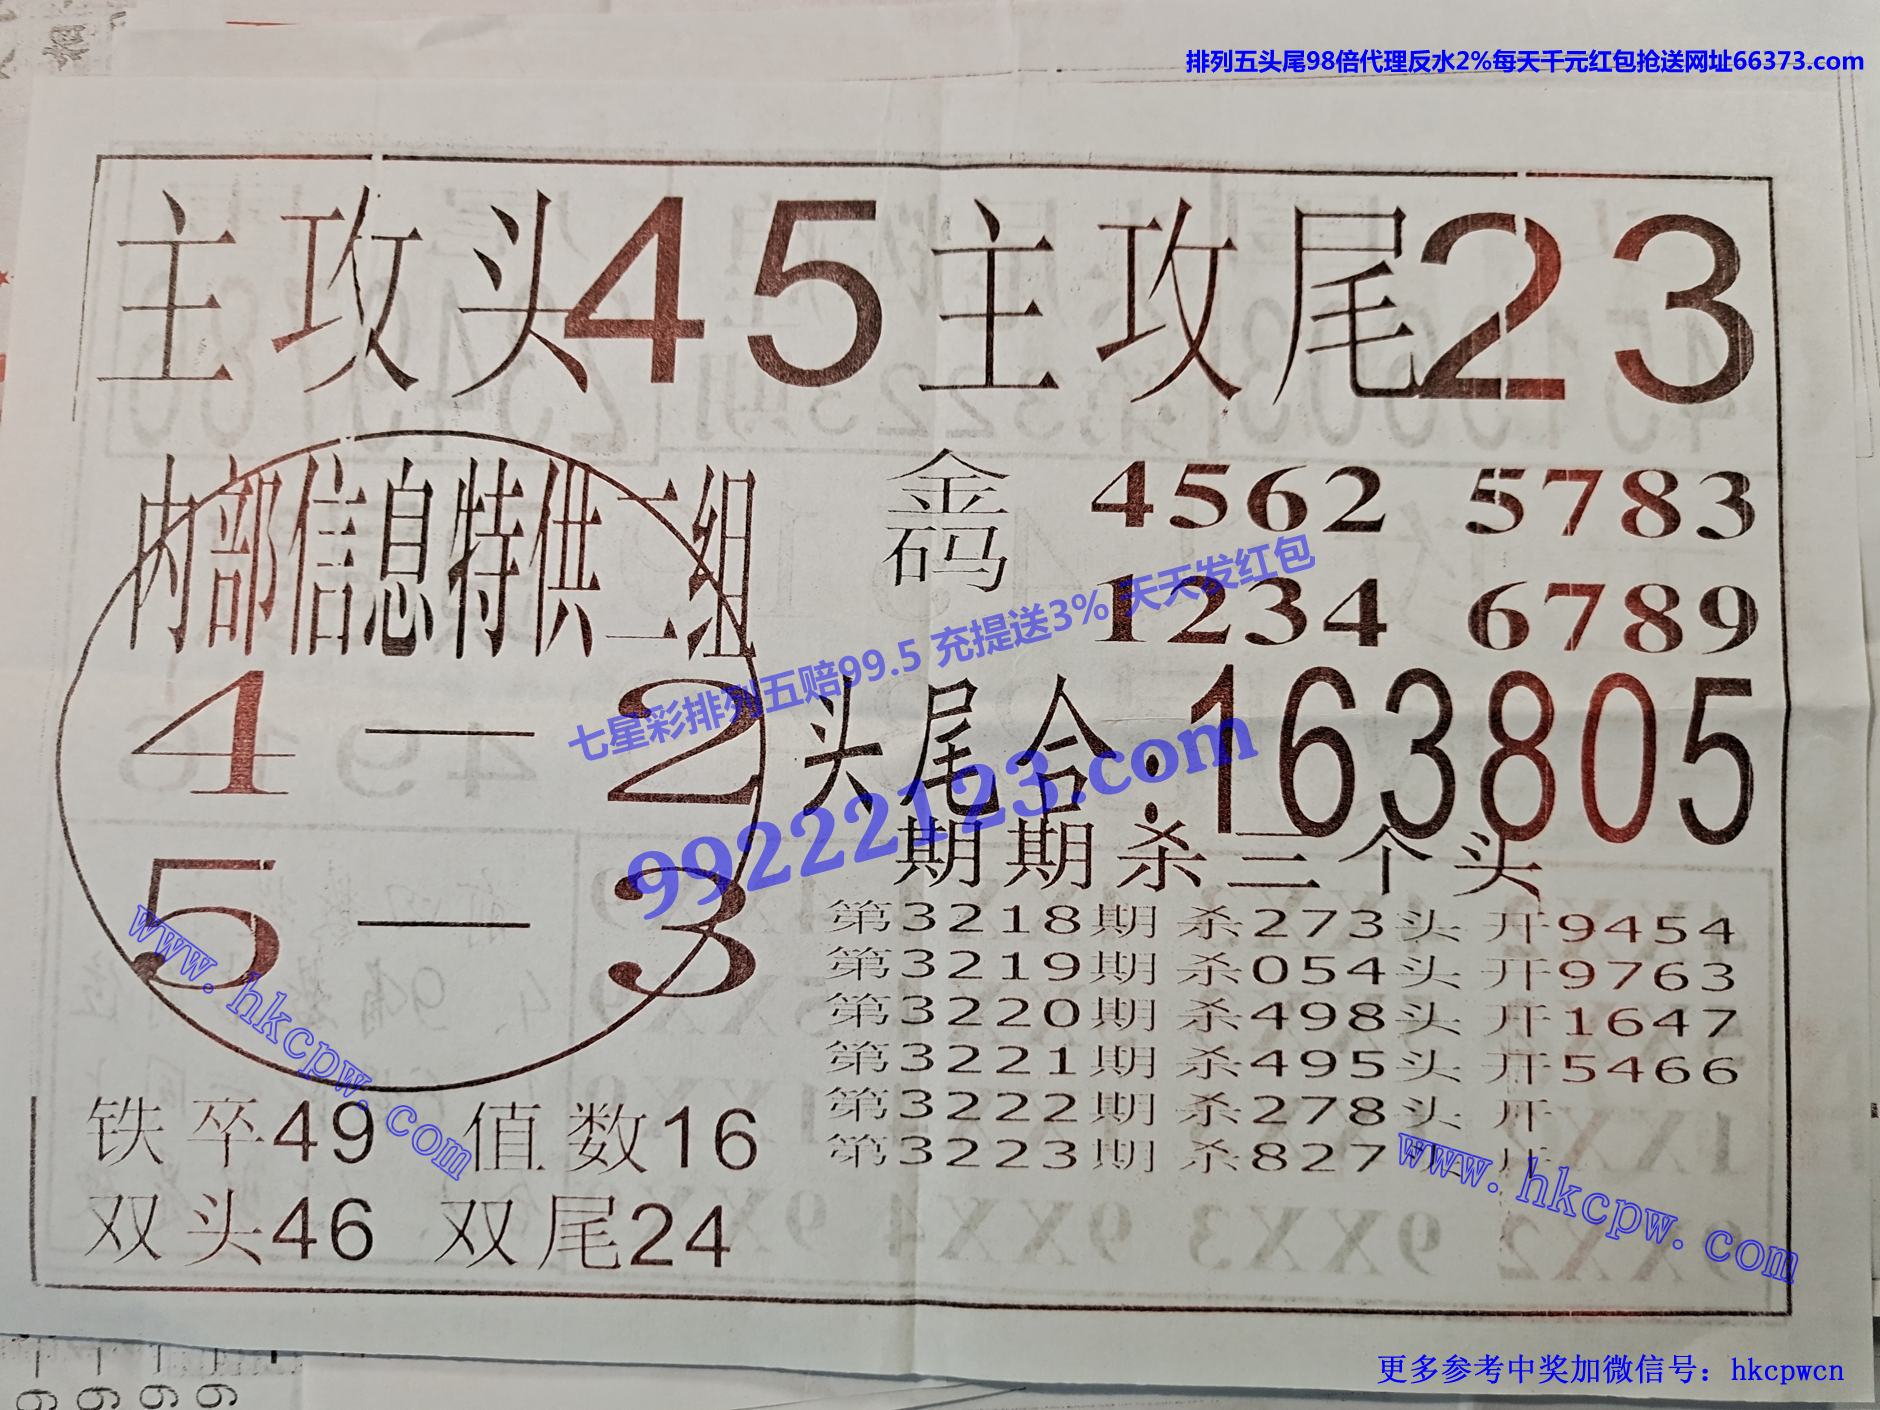 排列五头尾98倍代理反水2%每天千元红包抢送网址66373.com
主攻头45主攻尾23
内部信息特供二组
4—2
5—3
金码
4562 5783
1234 6789
七星彩排列五赔99.5 充提送3% 天天发红包
99222123.com
头尾合:163805
期期杀三个头
第3218期 杀273头 开9454
第3219期 杀054头 开9763
第3220期 杀498头 开1647
第3221期 杀495头 开5466
第3222期 杀278头 开
第3223期 杀827头 开
www.hkcpw.com
www.hkcpw.com
铁卒49 值数16
双头46 双尾24
更多参考中奖加微信号：hkcpwcn